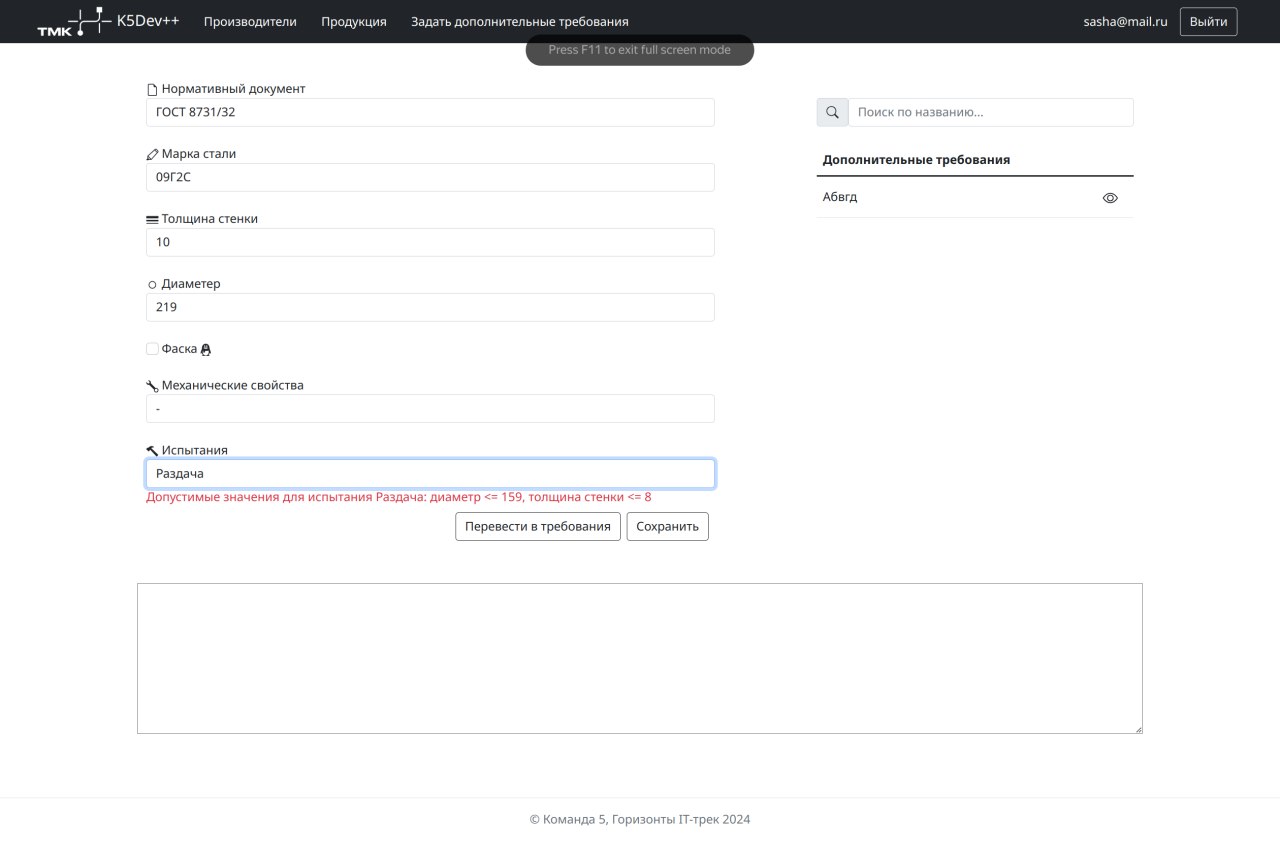 ТМК K5Dev++ Производители Продукция Задать дополнительные требования sasha@mail.ru Выйти
Press F11 to exit full screen mode
Нормативный документ
ГОСТ 8731/32
Марка стали
09Г2С
Толщина стенки
10
Диаметер
219
Фаска
Механические свойства
-
Испытания
Раздача
Допустимые значения для испытания Раздача: диаметр <= 159, толщина стенки <= 8
Перевести в требования Сохранить
Поиск по названию...
Дополнительные требования
Абвгд
© Команда 5, Горизонты IT-трек 2024